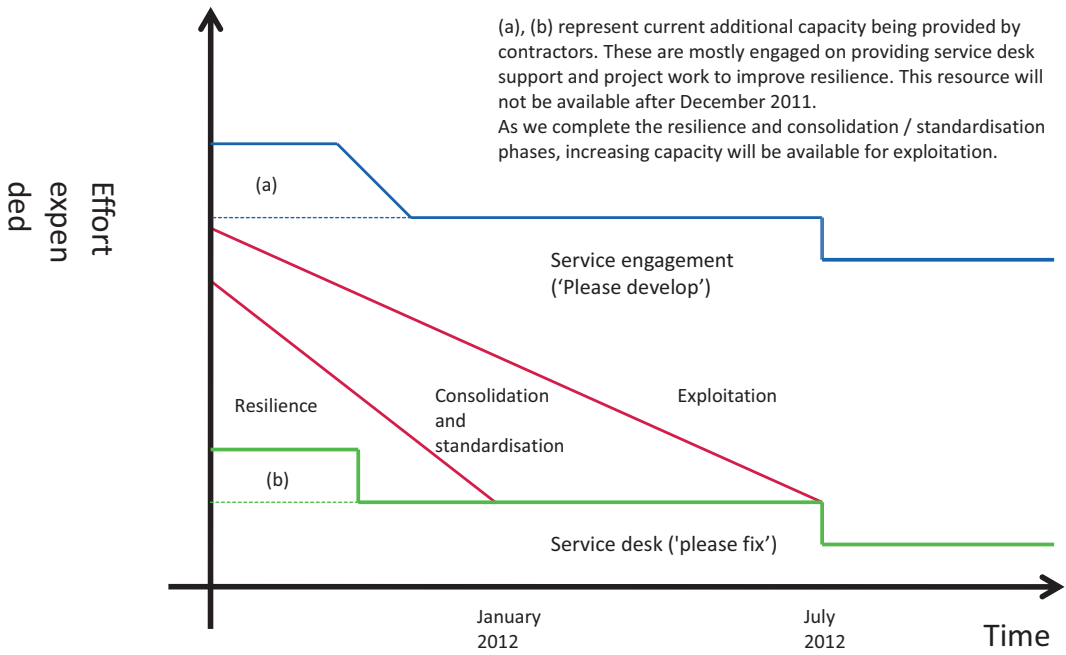 (a), (b) represent current additional capacity being provided by
contractors. These are mostly engaged on providing service desk
support and project work to improve resilience. This resource will
not be available after December 2011.
As we complete the resilience and consolidation / standardisation
phases, increasing capacity will be available for exploitation.
Effort
expen
ded
(a)
Service engagement
(‘Please develop’)
Resilience
Consolidation
and
standardisation
Exploitation
(b)
Service desk ('please fix’)
January
2012
July
2012
Time